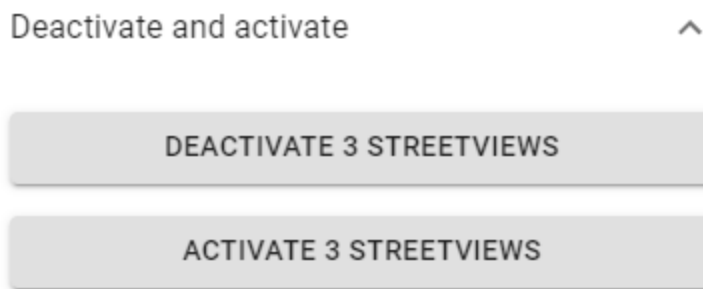 Deactivate and activate
DEACTIVATE 3 STREETVIEWS
ACTIVATE 3 STREETVIEWS